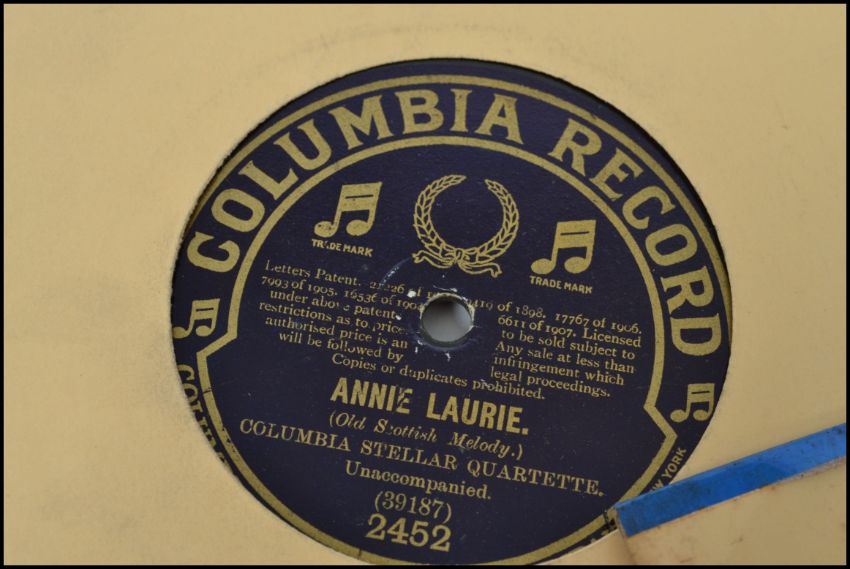 COLUMBIA RECORD
TRADE MARK
TRADE MARK
Letters Patent. of 1898. 17767 of 1906.
7993 of 1905. 16536 of 6611 of 1907. Licensed
under above patent. to be sold subject to
restrictions as to price. Any sale at less than
authorised price is an infringement which
will be followed by legal proceedings.
Copies or duplicates prohibited.
ANNIE LAURIE.
(Old Scottish Melody.)
COLUMBIA STELLAR QUARTETTE.
Unaccompanied.
(39187)
2452
YORK